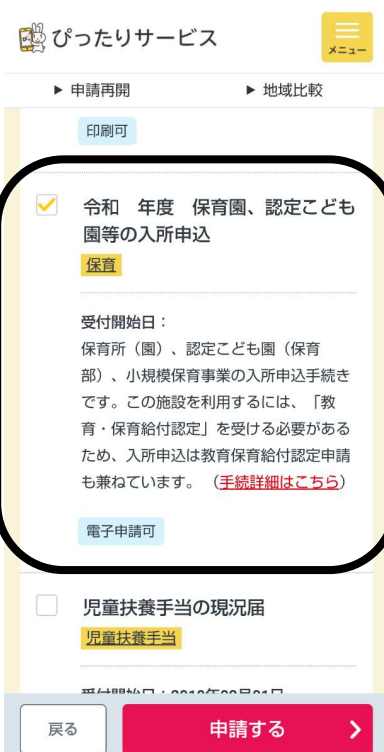 ぴったりサービス
メニュー
▶ 申請再開
▶ 地域比較
印刷可
令和　年度　保育園、認定こども
園等の入所申込
保育
受付開始日：
保育所（園）、認定こども園（保育
部）、小規模保育事業の入所申込手続き
です。この施設を利用するには、「教
育・保育給付認定」を受ける必要がある
ため、入所申込は教育保育給付認定申請
も兼ねています。（手続詳細はこちら）
電子申請可
児童扶養手当の現況届
児童扶養手当
戻る
申請する